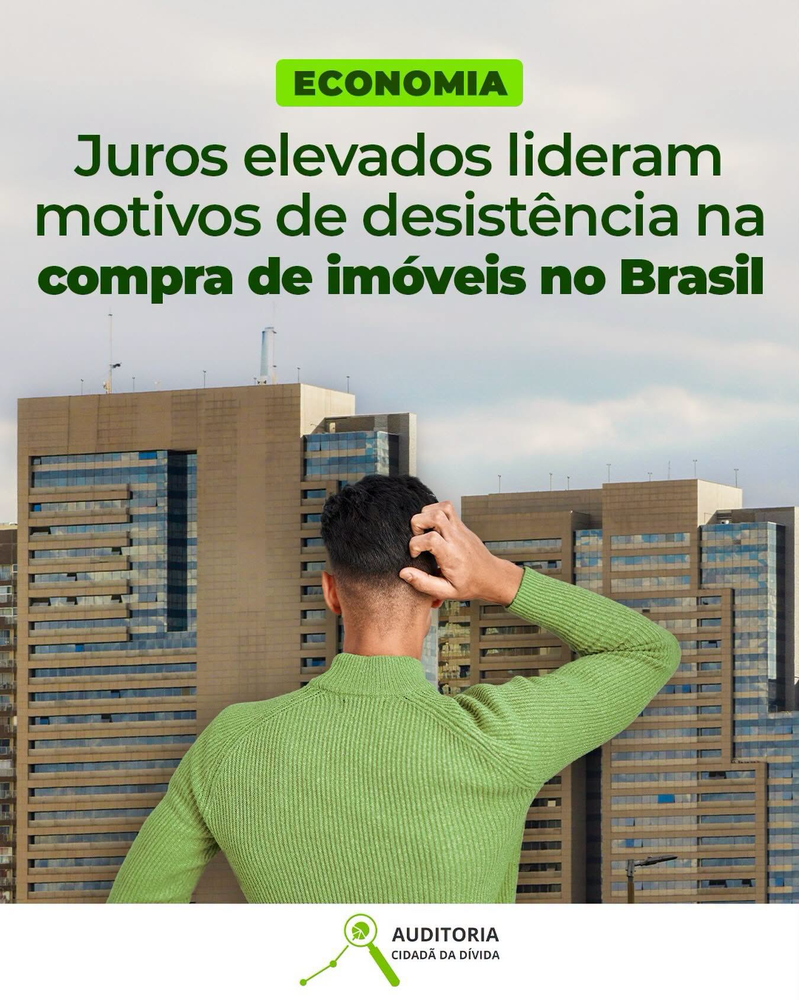 ECONOMIA
Juros elevados lideram
motivos de desistência na
compra de imóveis no Brasil
AUDITORIA
CIDADÃ DA DÍVIDA